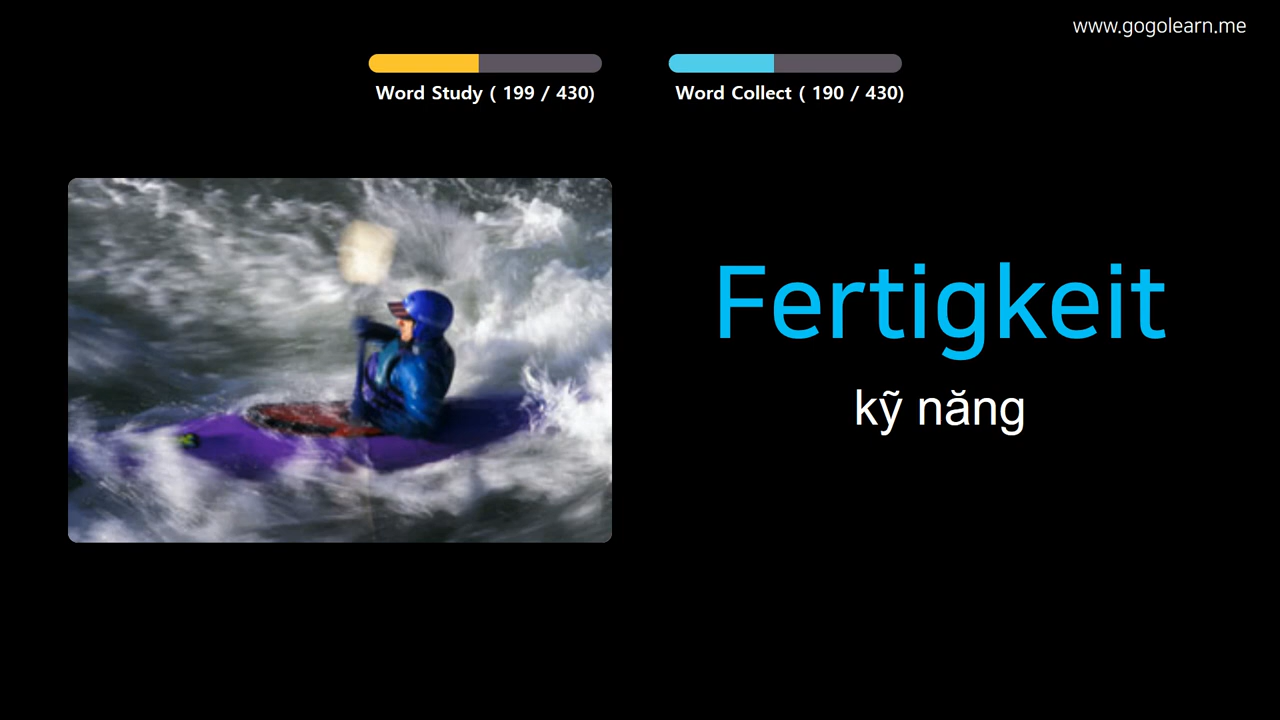 www.gogolearn.me
Word Study ( 199 / 430)
Word Collect ( 190 / 430)
Fertigkeit
kỹ năng